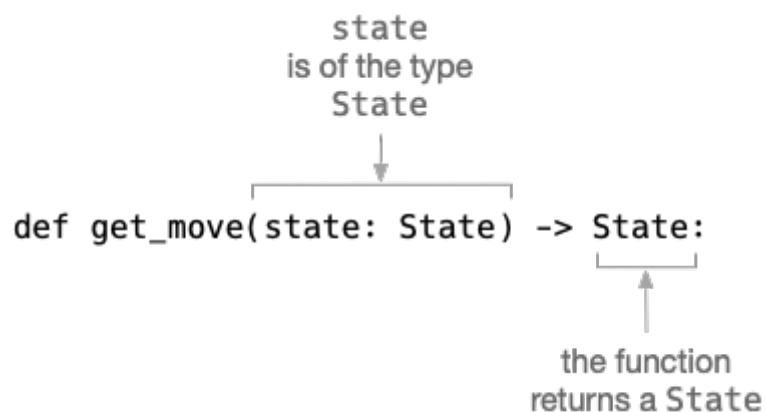 state
is of the type
State
def get_move(state: State) -> State:
the function
returns a State